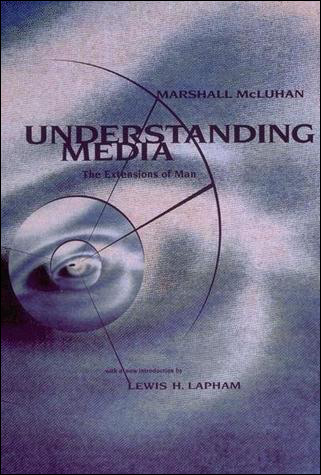 MARSHALL McLUHAN
UNDERSTANDING
MEDIA
The Extensions of Man
with a new introduction by
LEWIS H. LAPHAM